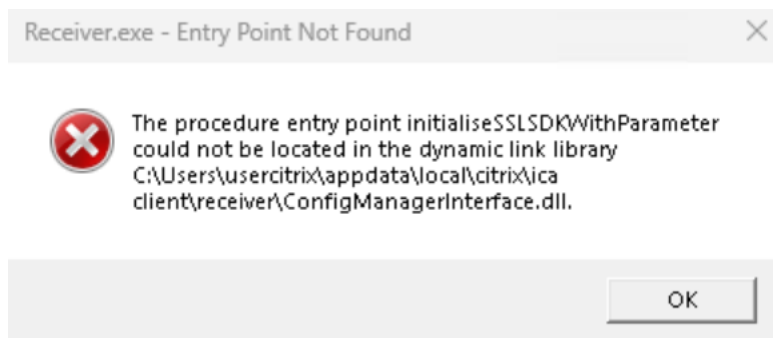 Receiver.exe - Entry Point Not Found
The procedure entry point initialiseSSLSDKWithParameter
could not be located in the dynamic link library
C:\Users\usercitrix\appdata\local\citrix\ica
client\receiver\ConfigManagerInterface.dll.
OK